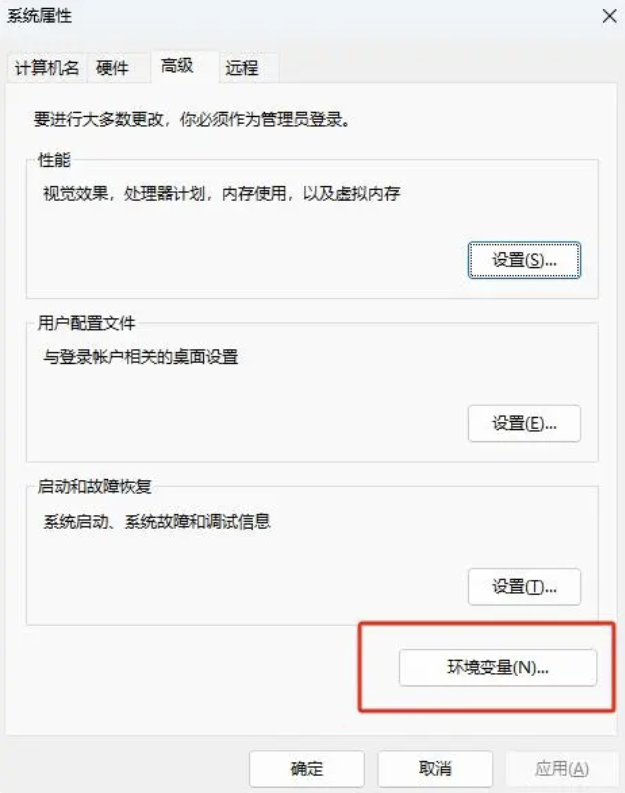 系统属性
计算机名 硬件 高级 远程
要进行大多数更改，你必须作为管理员登录。
性能
视觉效果，处理器计划，内存使用，以及虚拟内存
设置(S)...
用户配置文件
与登录帐户相关的桌面设置
设置(E)...
启动和故障恢复
系统启动、系统故障和调试信息
设置(T)...
环境变量(N)...
确定 取消 应用(A)